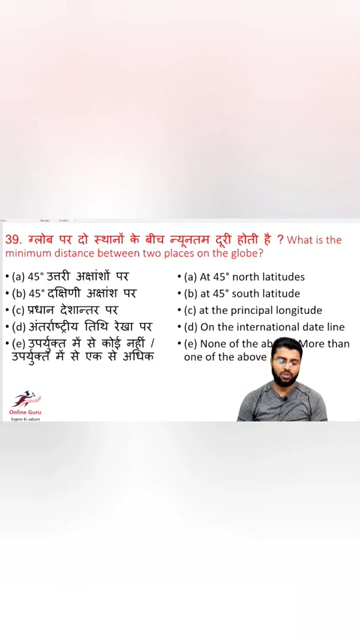 39. ग्लोब पर दो स्थानों के बीच न्यूनतम दूरी होती है ? What is the
minimum distance between two places on the globe?
• (a) 45° उत्तरी अक्षांशों पर
• (b) 45° दक्षिणी अक्षांश पर
• (c) प्रधान देशान्तर पर
• (d) अंतर्राष्ट्रीय तिथि रेखा पर
• (e) उपर्युक्त में से कोई नहीं /
उपर्युक्त में से एक से अधिक
• (a) At 45° north latitudes
• (b) at 45° south latitude
• (c) at the principal longitude
• (d) On the international date line
• (e) None of the above More than
one of the above
Online Guru